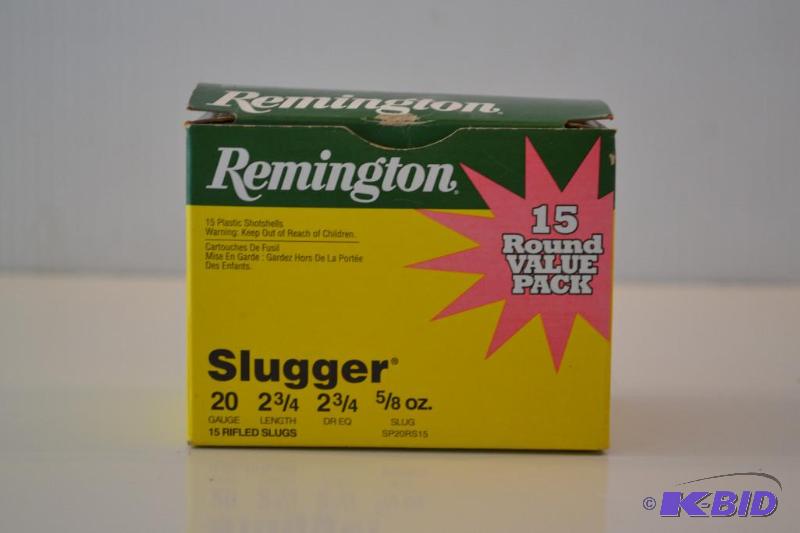 Remington
Remington
15 Plastic Shotshells
Warning: Keep Out of Reach of Children.
Cartouches De Fusil
Mise En Garde : Gardez Hors De La Portée
Des Enfants.
15
Round
VALUE
PACK
Slugger®
20 2 3/4 2 3/4 5/8 oz.
GAUGE LENGTH DR EQ SLUG
15 RIFLED SLUGS SP20RS15
© K-BID